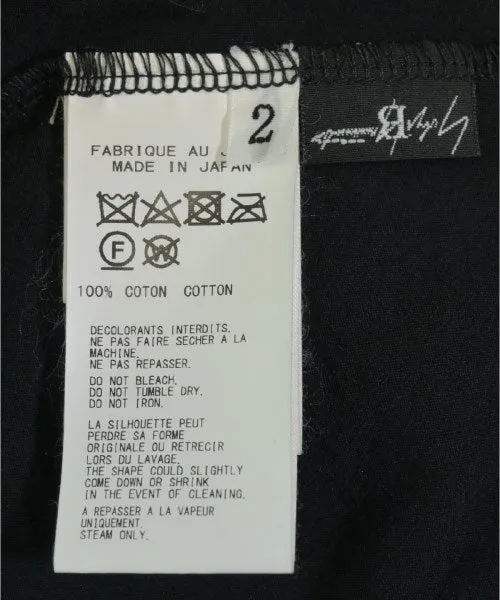 2
FABRIQUE AU
MADE IN JAPAN
F
W
100% COTON COTTON
DECOLORANTS INTERDITS.
NE PAS FAIRE SECHER A LA
MACHINE.
NE PAS REPASSER.
DO NOT BLEACH.
DO NOT TUMBLE DRY.
DO NOT IRON.
LA SILHOUETTE PEUT
PERDRE SA FORME
ORIGINALE OU RETRECIR
LORS DU LAVAGE.
THE SHAPE COULD SLIGHTLY
COME DOWN OR SHRINK
IN THE EVENT OF CLEANING.
A REPASSER A LA VAPEUR
UNIQUEMENT.
STEAM ONLY.